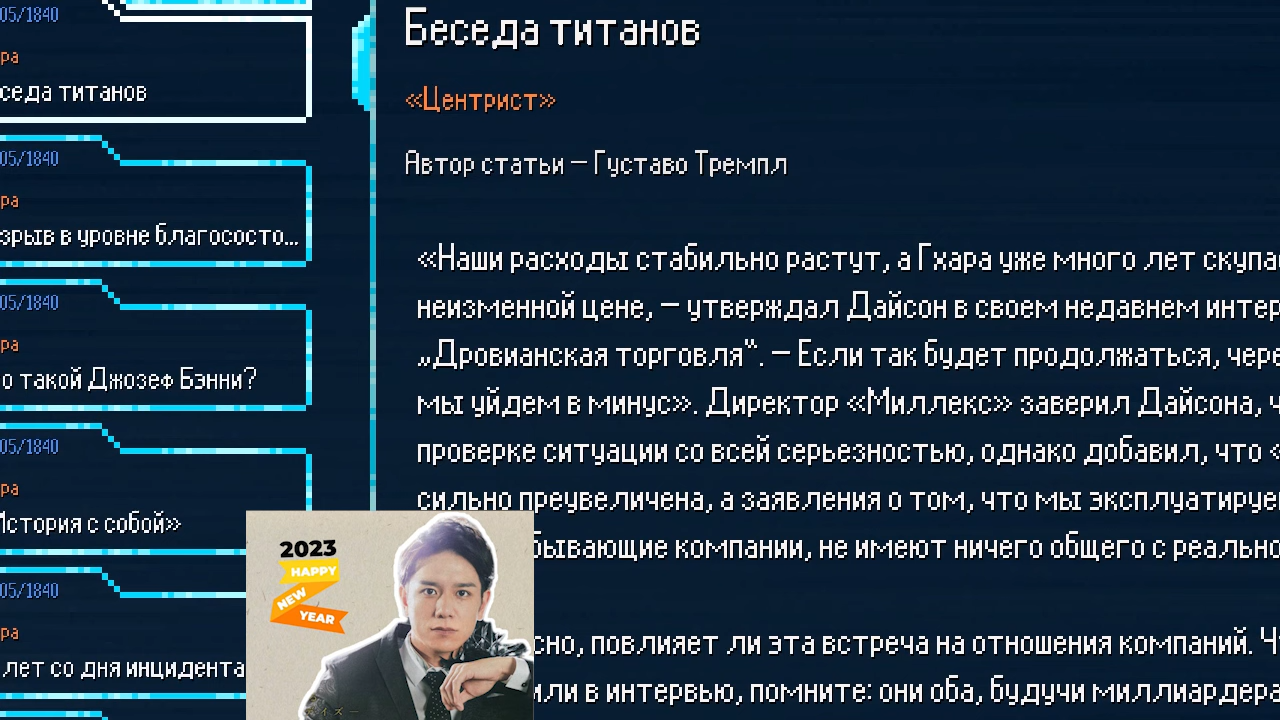 05/1840
ра
седа титанов
05/1840
ра
зрыв в уровне благососто...
05/1840
ра
о такой Джозеф Бэнни?
05/1840
ра
История с собой»
05/1840
ра
лет со дня инцидента
Беседа титанов
«Центрист»
Автор статьи — Густаво Тремпл
«Наши расходы стабильно растут, а Гхара уже много лет скупа
неизменной цене, — утверждал Дайсон в своем недавнем интер
„Дровианская торговля“. — Если так будет продолжаться, чере
мы уйдем в минус». Директор «Миллекс» заверил Дайсона, ч
проверке ситуации со всей серьезностью, однако добавил, что «
сильно преувеличена, а заявления о том, что мы эксплуатируе
бывающие компании, не имеют ничего общего с реально
сно, повлияет ли эта встреча на отношения компаний. Ч
или в интервью, помните: они оба, будучи миллиардера
2023
HAPPY
NEW
YEAR